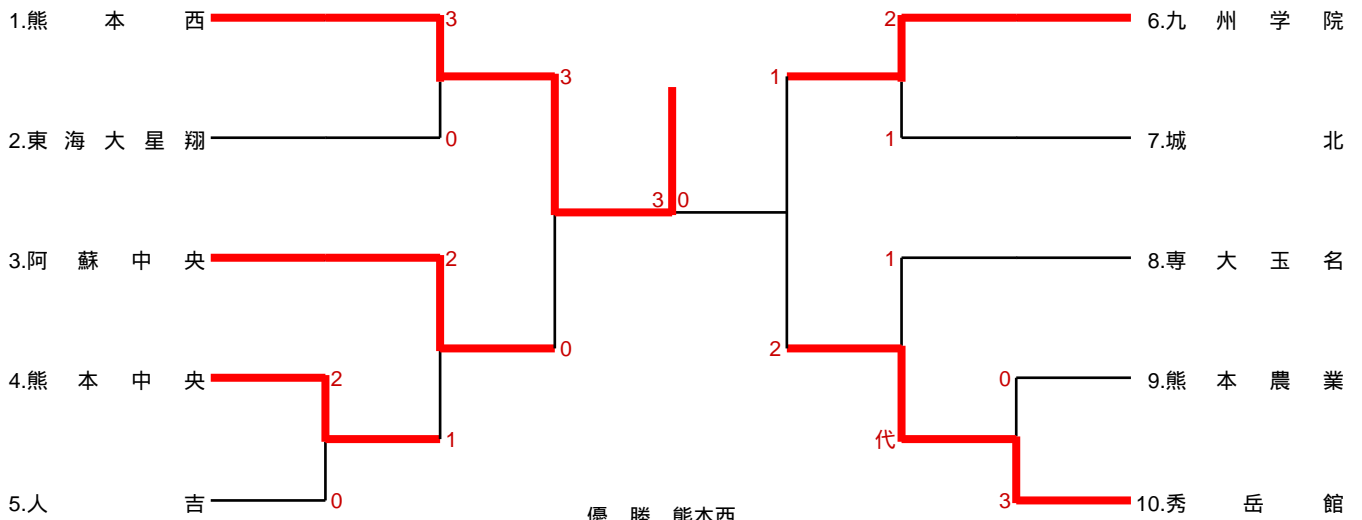 1.熊本西
3
2
6.九州学院
3
1
2.東海大星翔
0
1
7.城北
3
0
3.阿蘇中央
2
1
8.専大玉名
0
2
4.熊本中央
2
0
9.熊本農業
1
代
5.人吉
0
3
10.秀岳館
優勝 熊本西